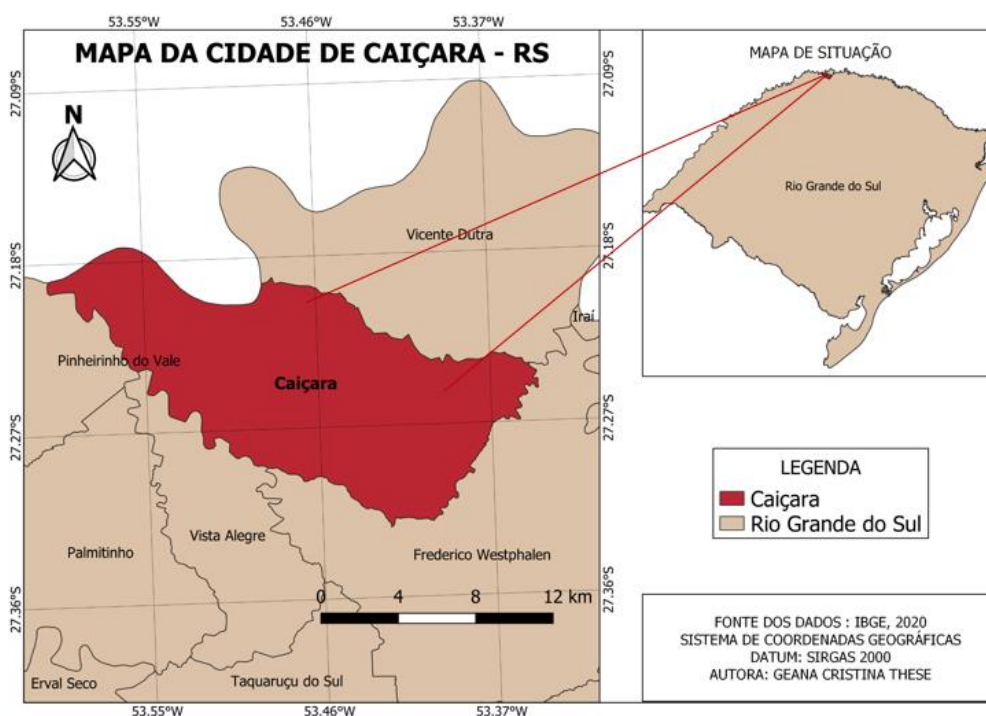 53.55°W 53.46°W 53.37°W
MAPA DA CIDADE DE CAIÇARA - RS
MAPA DE SITUAÇÃO
27.09°S
27.09°S
N
Rio Grande do Sul
Vicente Dutra
27.18°S
27.18°S
Iraí
Pinheirinho do Vale
Caiçara
27.27°S
27.27°S
LEGENDA
Caiçara
Rio Grande do Sul
Vista Alegre
Palmitinho
Frederico Westphalen
27.36°S
27.36°S
0 4 8 12 km
FONTE DOS DADOS : IBGE, 2020
SISTEMA DE COORDENADAS GEOGRÁFICAS
DATUM: SIRGAS 2000
AUTORA: GEANA CRISTINA THESE
Erval Seco
Taquaruçu do Sul
53.55°W 53.46°W 53.37°W